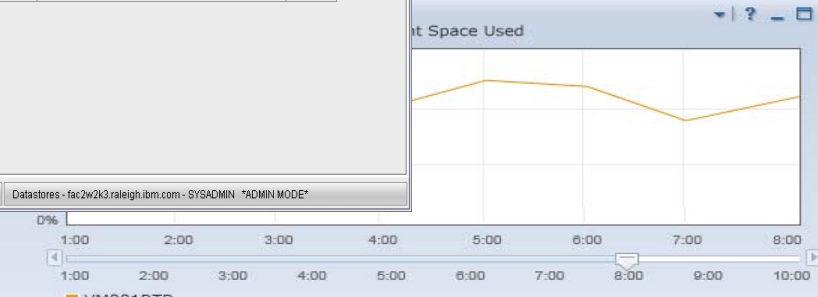 ?
Space Used
Datastores - fac2w2k3.raleigh.ibm.com - SYSADMIN *ADMIN MODE*
0%
1:00 2:00 3:00 4:00 5:00 6:00 7:00 8:00
1:00 2:00 3:00 4:00 5:00 6:00 7:00 8:00 9:00 10:00